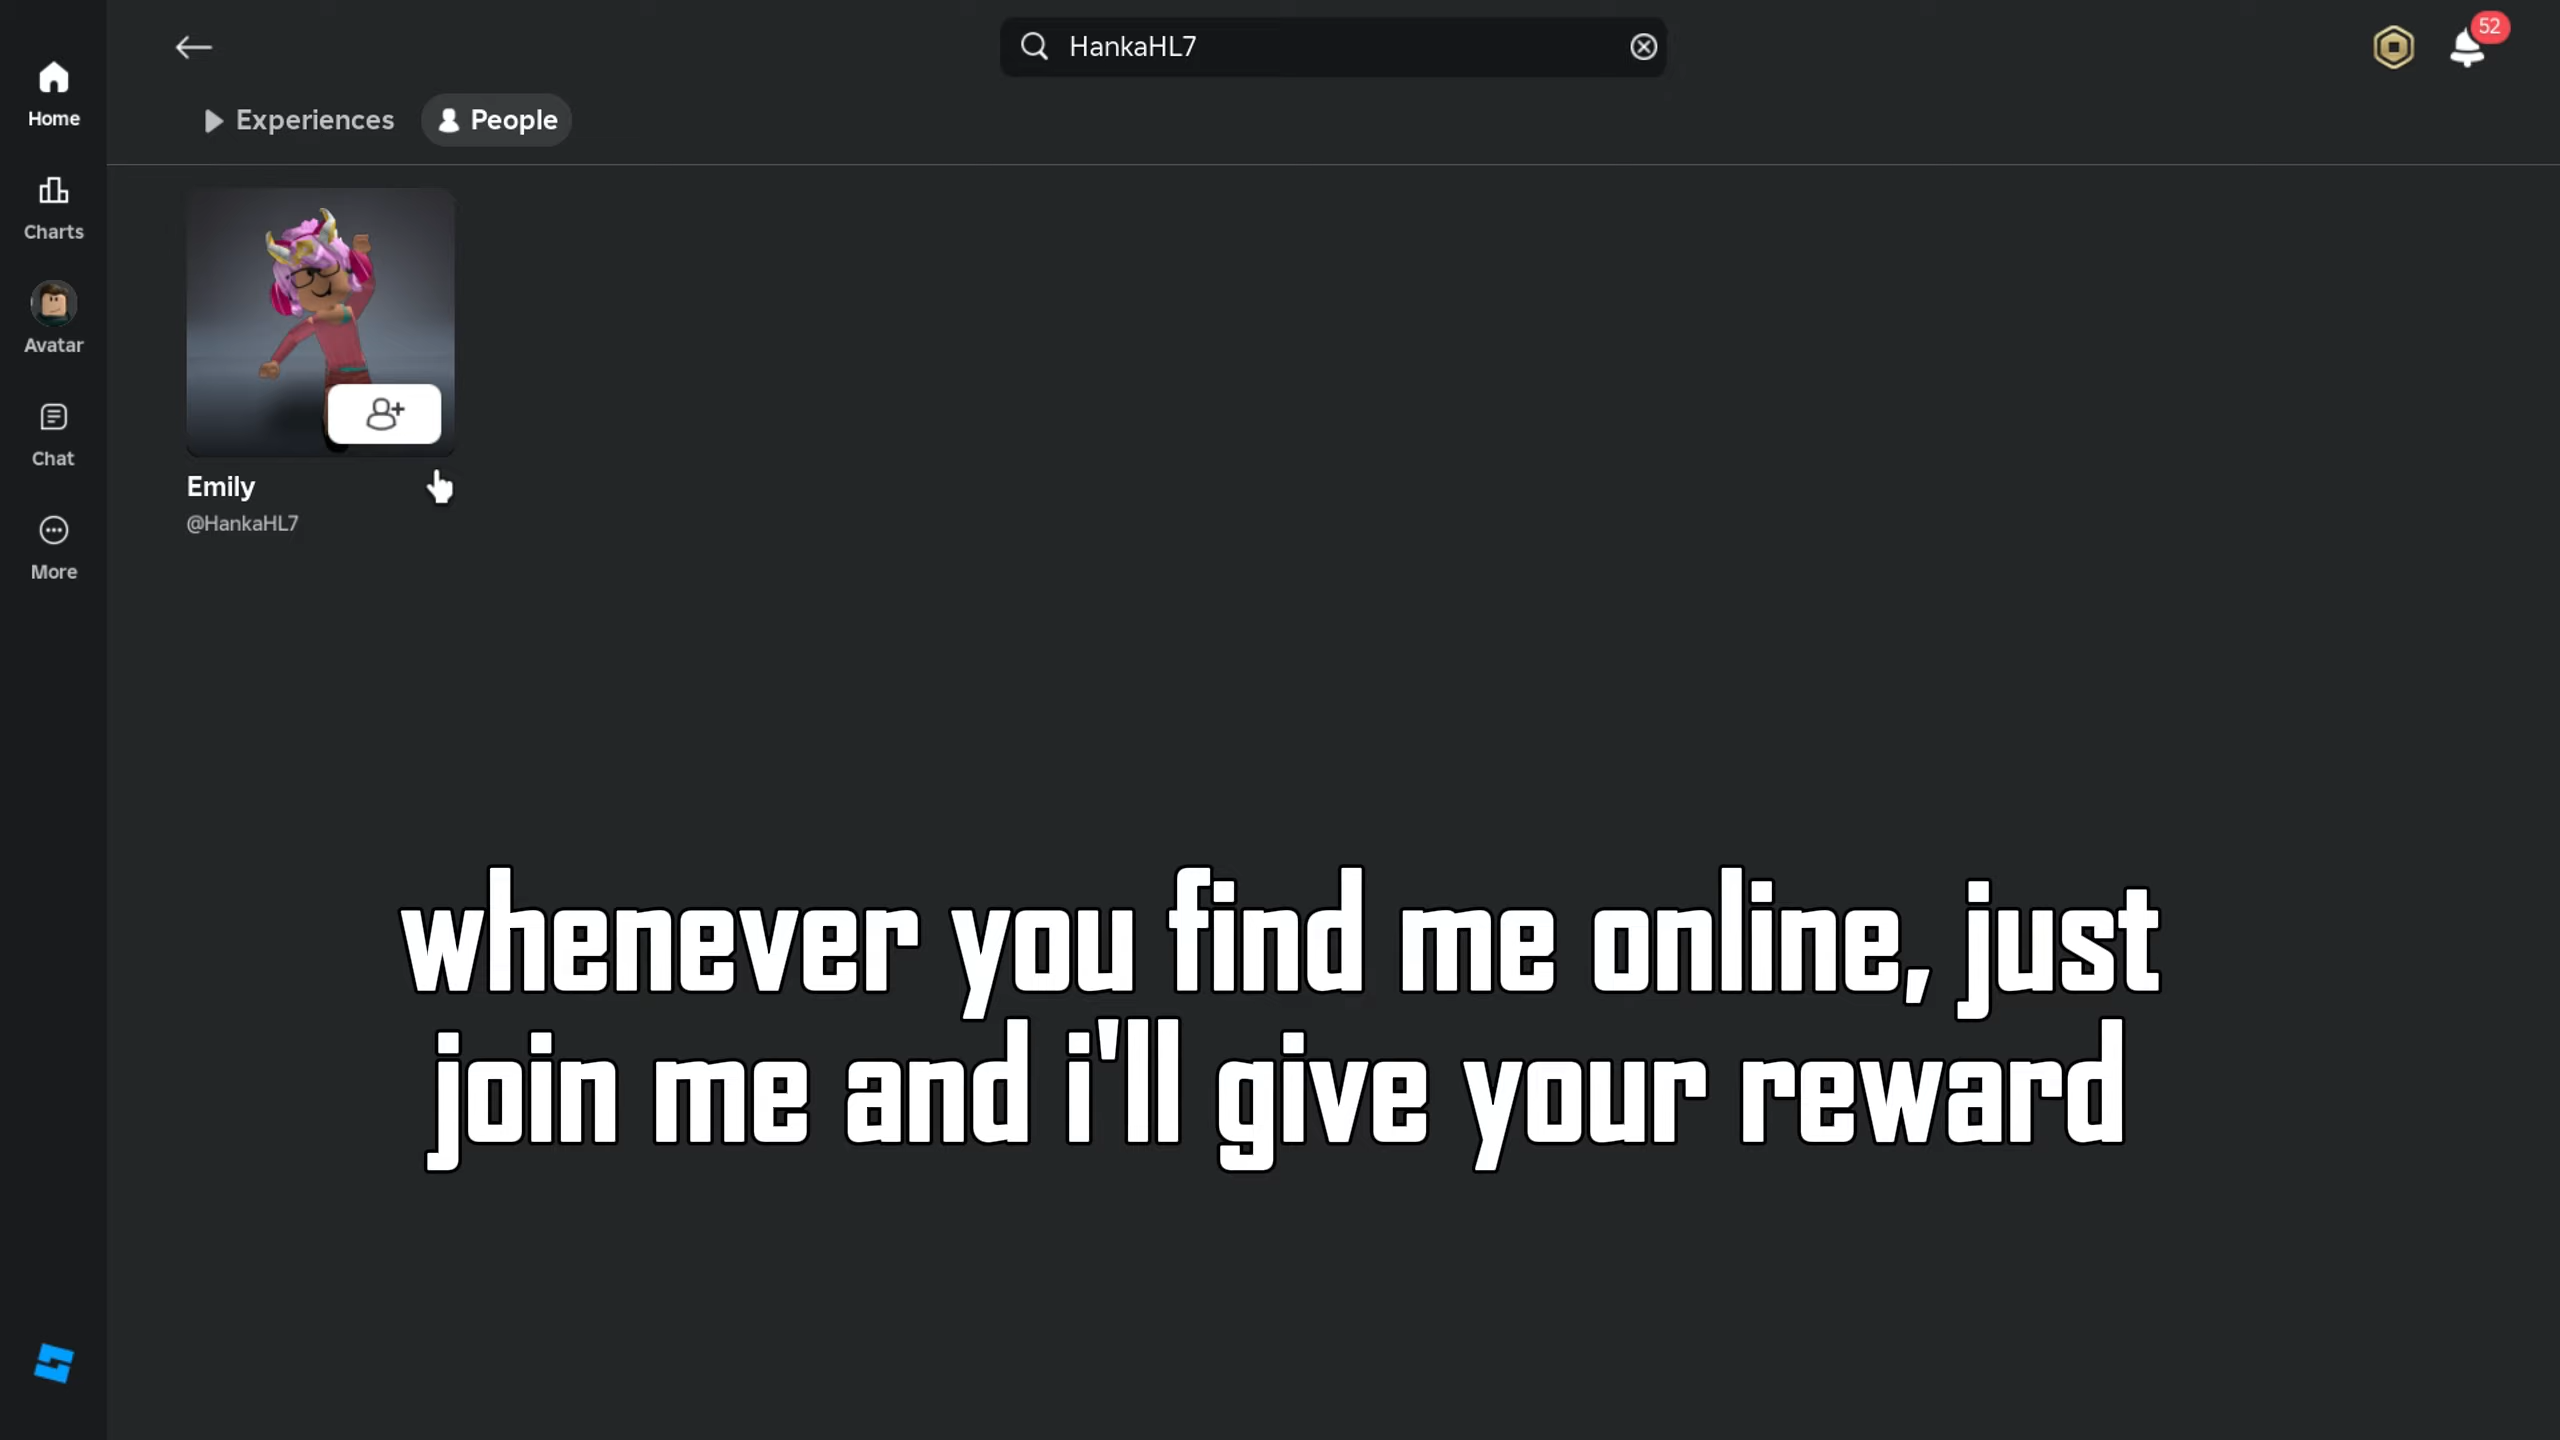 HankaHL7
52
Home
Experiences
People
Charts
Avatar
Chat
Emily
@HankaHL7
More
whenever you find me online, just
join me and i'll give your reward